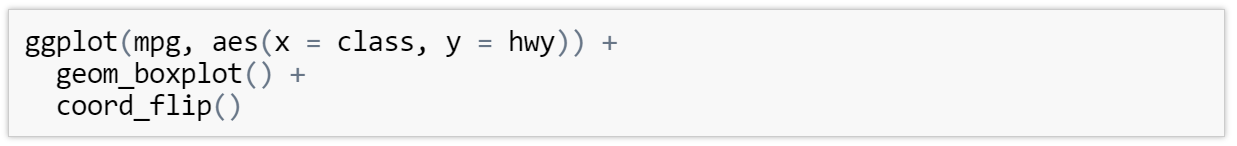 ggplot(mpg, aes(x = class, y = hwy)) +
  geom_boxplot() +
  coord_flip()